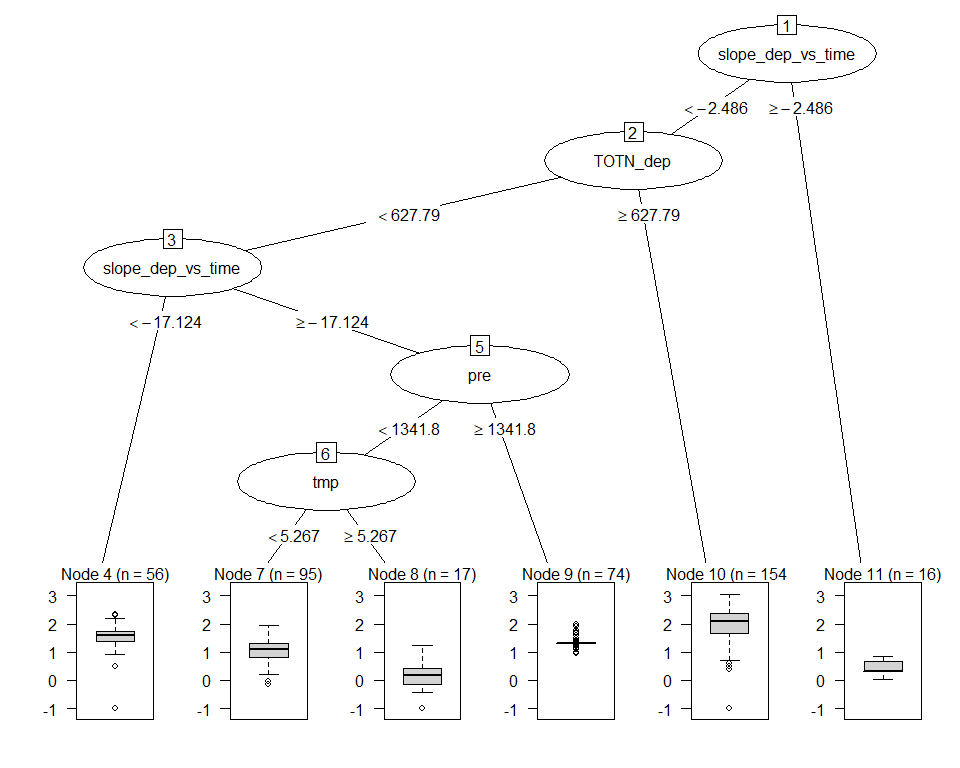 1
slope_dep_vs_time
< − 2.486
≥ − 2.486
2
TOTN_dep
< 627.79
≥ 627.79
3
slope_dep_vs_time
< − 17.124
≥ − 17.124
5
pre
< 1341.8
≥ 1341.8
6
tmp
< 5.267
≥ 5.267
Node 4 (n = 56)
3
2
1
0
-1
Node 7 (n = 95)
3
2
1
0
-1
Node 8 (n = 17)
3
2
1
0
-1
Node 9 (n = 74)
3
2
1
0
-1
Node 10 (n = 154
3
2
1
0
-1
Node 11 (n = 16)
3
2
1
0
-1